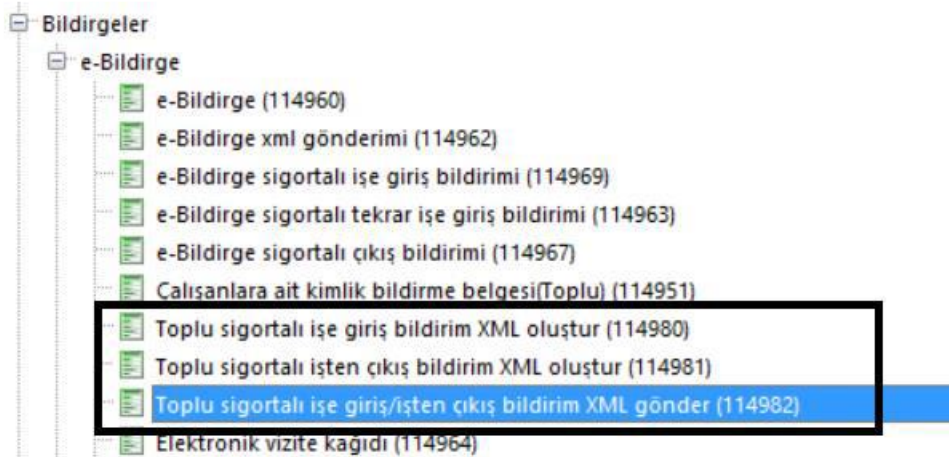 Bildirgeler
e-Bildirge
e-Bildirge (114960)
e-Bildirge xml gönderimi (114962)
e-Bildirge sigortalı işe giriş bildirimi (114969)
e-Bildirge sigortalı tekrar işe giriş bildirimi (114963)
e-Bildirge sigortalı çıkış bildirimi (114967)
Çalışanlara ait kimlik bildirme belgesi(Toplu) (114951)
Toplu sigortalı işe giriş bildirim XML oluştur (114980)
Toplu sigortalı işten çıkış bildirim XML oluştur (114981)
Toplu sigortalı işe giriş/işten çıkış bildirim XML gönder (114982)
Elektronik vizite kağıdı (114964)